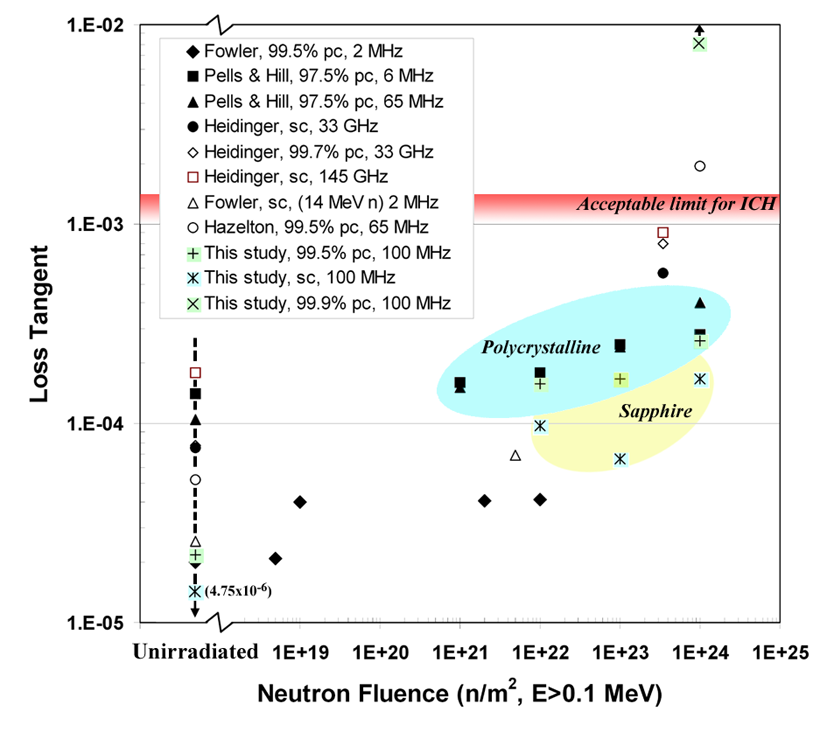 1.E-02
Fowler, 99.5% pc, 2 MHz
Pells & Hill, 97.5% pc, 6 MHz
Pells & Hill, 97.5% pc, 65 MHz
Heidinger, sc, 33 GHz
Heidinger, 99.7% pc, 33 GHz
Heidinger, sc, 145 GHz
Fowler, sc, (14 MeV n) 2 MHz
Hazelton, 99.5% pc, 65 MHz
This study, 99.5% pc, 100 MHz
This study, sc, 100 MHz
This study, 99.9% pc, 100 MHz
Acceptable limit for ICH
1.E-03
Loss Tangent
Polycrystalline
Sapphire
1.E-04
(4.75x10-6)
1.E-05
Unirradiated 1E+19 1E+20 1E+21 1E+22 1E+23 1E+24 1E+25
Neutron Fluence (n/m², E>0.1 MeV)